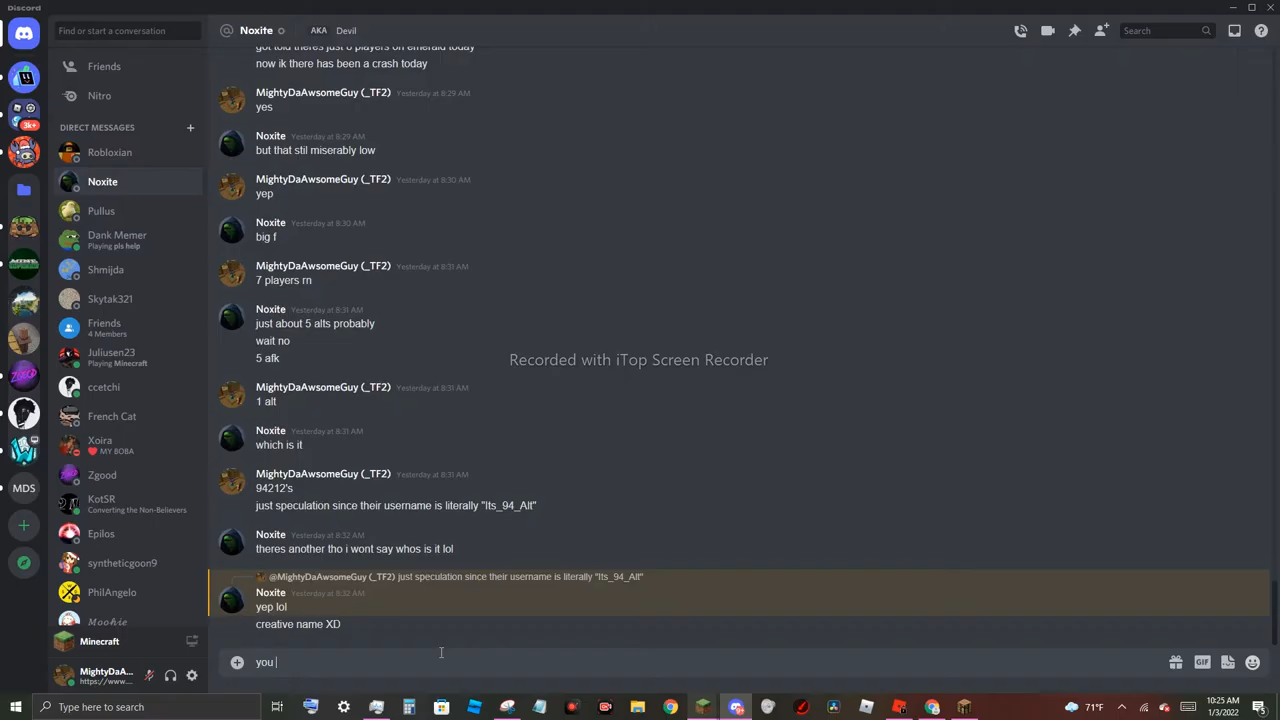 Discord
Find or start a conversation
Noxite
AKA Devil
Search
Friends
Nitro
DIRECT MESSAGES
Robloxian
Noxite
Pullus
Dank Memer
Playing pls help
Shmijda
Skytak321
Friends
4 Members
Juliusen23
Playing Minecraft
ccetchi
French Cat
Xoira
MY BOBA
Zgood
KotSR
Converting the Non-Believers
Epilos
syntheticgoon9
PhilAngelo
Mookie
Minecraft
MightyDaA...
https://www....
3k+
MDS
got told theres just 6 players on emerald today
now ik there has been a crash today
MightyDaAwsomeGuy (_TF2) Yesterday at 8:29 AM
yes
Noxite Yesterday at 8:29 AM
but that stil miserably low
MightyDaAwsomeGuy (_TF2) Yesterday at 8:30 AM
yep
Noxite Yesterday at 8:30 AM
big f
MightyDaAwsomeGuy (_TF2) Yesterday at 8:31 AM
7 players rn
Noxite Yesterday at 8:31 AM
just about 5 alts probably
wait no
5 afk
Recorded with iTop Screen Recorder
MightyDaAwsomeGuy (_TF2) Yesterday at 8:31 AM
1 alt
Noxite Yesterday at 8:31 AM
which is it
MightyDaAwsomeGuy (_TF2) Yesterday at 8:31 AM
94212's
just speculation since their username is literally "Its_94_Alt"
Noxite Yesterday at 8:32 AM
theres another tho i wont say whos is it lol
@MightyDaAwsomeGuy (_TF2) just speculation since their username is literally "Its_94_Alt"
Noxite Yesterday at 8:32 AM
yep lol
creative name XD
you
GIF
Type here to search
71°F
10:25 AM
1/3/2022